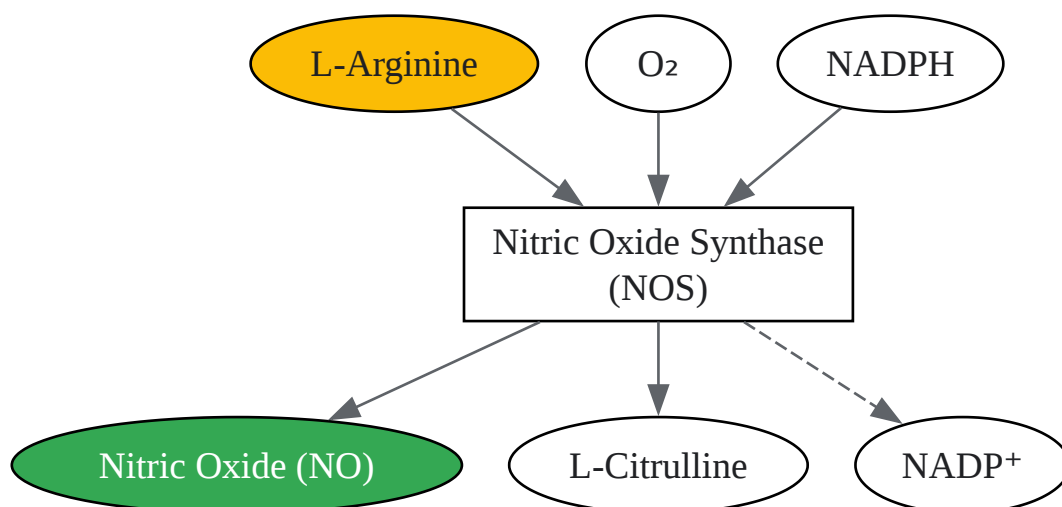 L-Arginine
O₂
NADPH
Nitric Oxide Synthase
(NOS)
Nitric Oxide (NO)
L-Citrulline
NADP⁺